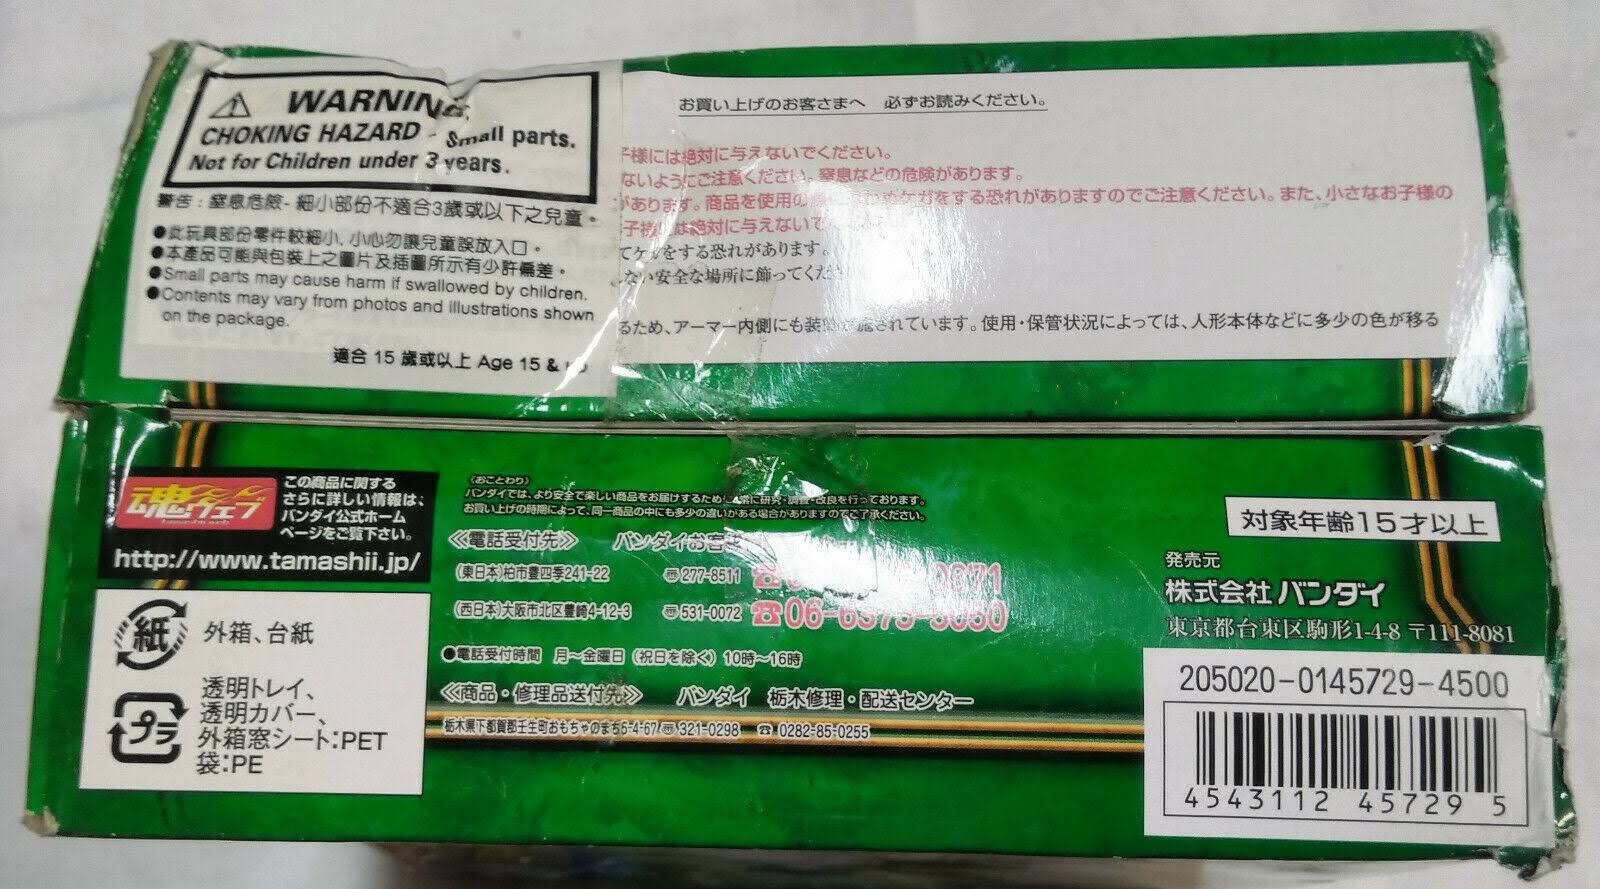 WARNING:
CHOKING HAZARD - Small parts.
Not for Children under 3 years.
警告：窒息危險-細小部份不適合3歲或以下之兒童。
●此玩具部份零件較細小,小心勿讓兒童誤放入口。
●本產品可能與包裝上之圖片及插圖所示有少許偏差。
●Small parts may cause harm if swallowed by children.
●Contents may vary from photos and illustrations shown
on the package.
適合 15 歲或以上 Age 15 & up
お買い上げのお客さまへ 必ずお読みください。
子様には絶対に与えないでください。
ないようにご注意ください。窒息などの危険があります。
があります。商品を使用の ケガをする恐れがありますのでご注意ください。また、小さなお子様の
子様には絶対に与えないで
てケガをする恐れがあります。
ない安全な場所に飾ってくだ
るため、アーマー内側にも装 施されています。使用・保管状況によっては、人形本体などに多少の色が移る
魂ウェブ
tamashii web
この商品に関する
さらに詳しい情報は、
バンダイ公式ホーム
ページをご覧下さい。
http://www.tamashii.jp/
紙
外箱、台紙
プラ
透明トレイ、
透明カバー、
外箱窓シート:PET
袋:PE
〈おことわり〉
バンダイでは、より安全で楽しい商品をお届けするために常に研究・調査・改良を行っております。
お買い上げの時期によって、同一商品の中にも多少の違いがある場合がありますのでご了承ください。
《電話受付先》 バンダイお客
(東日本)柏市豊四季241-22 〒277-8511 ☎ 0871
(西日本)大阪市北区豊崎4-12-3 〒531-0072 ☎06-6375-5050
●電話受付時間 月～金曜日(祝日を除く)10時～16時
《商品・修理品送付先》 バンダイ 栃木修理・配送センター
栃木県下都賀郡壬生町おもちゃのまち5-4-67 〒321-0298 ☎0282-85-0255
対象年齢15才以上
発売元
株式会社 バンダイ
東京都台東区駒形1-4-8 〒111-8081
205020-0145729-4500
4543112 45729 5